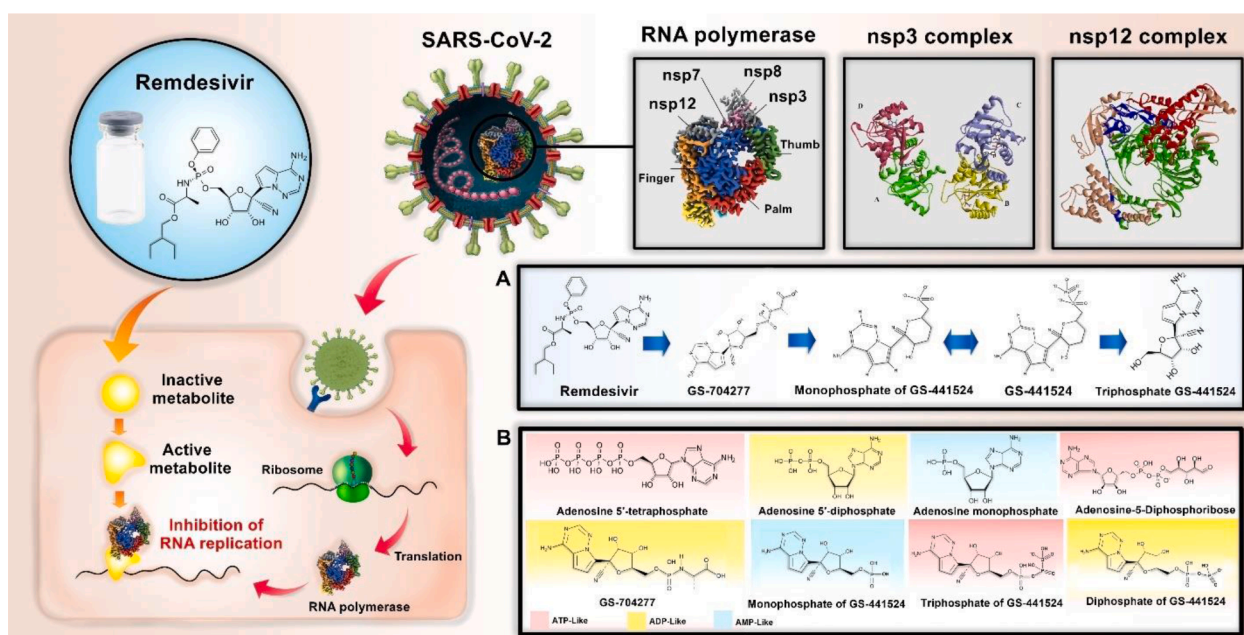 Remdesivir
SARS-CoV-2
RNA polymerase
nsp3 complex
nsp12 complex
nsp7
nsp8
nsp12
nsp3
Thumb
Finger
Palm
D
C
A
B
Inactive
metabolite
Active
metabolite
Inhibition of
RNA replication
Ribosome
Translation
RNA polymerase
A
Remdesivir
GS-704277
Monophosphate of GS-441524
GS-441524
Triphosphate GS-441524
B
Adenosine 5'-tetraphosphate
Adenosine 5'-diphosphate
Adenosine monophosphate
Adenosine-5-Diphosphoribose
GS-704277
Monophosphate of GS-441524
Triphosphate of GS-441524
Diphosphate of GS-441524
ATP-Like
ADP-Like
AMP-Like